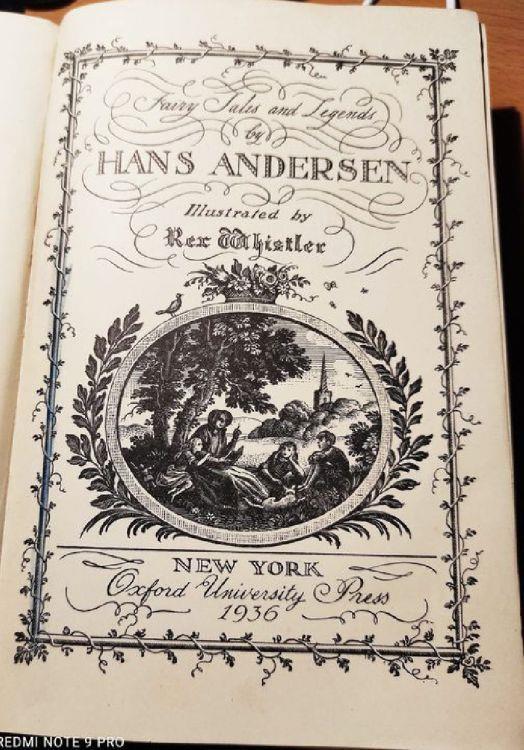 Fairy Tales and Legends
by
HANS ANDERSEN
Illustrated by
Rex Whistler
NEW YORK
Oxford University Press
1936
REDMI NOTE 9 PRO